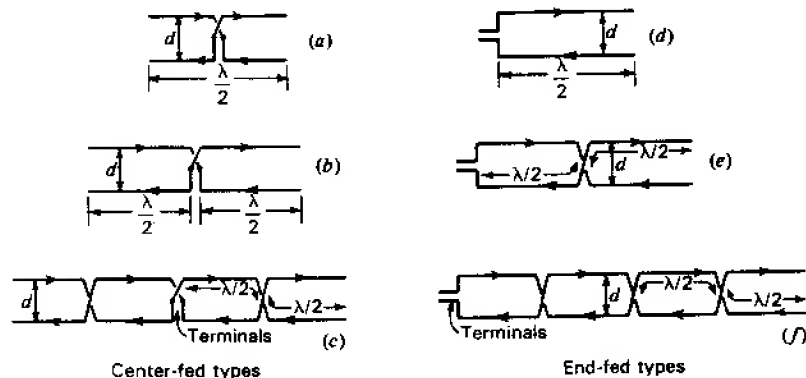 d
(a)
λ/2
d
(d)
λ/2
d
(b)
λ/2
λ/2
d
λ/2
(e)
λ/2
d
λ/2
λ/2
Terminals
(c)
d
λ/2
λ/2
Terminals
(f)
Center-fed types
End-fed types